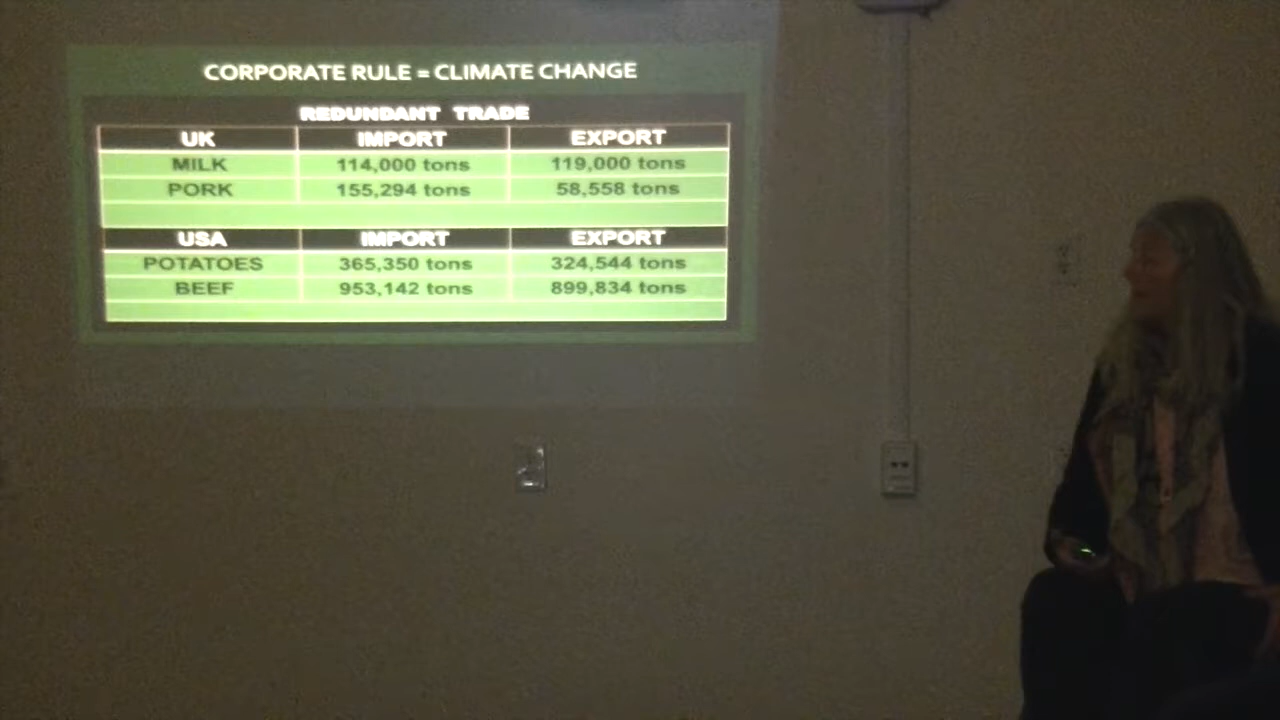 CORPORATE RULE = CLIMATE CHANGE
REDUNDANT TRADE
UK IMPORT EXPORT
MILK 114,000 tons 119,000 tons
PORK 155,294 tons 58,558 tons
USA IMPORT EXPORT
POTATOES 365,350 tons 324,544 tons
BEEF 953,142 tons 899,834 tons